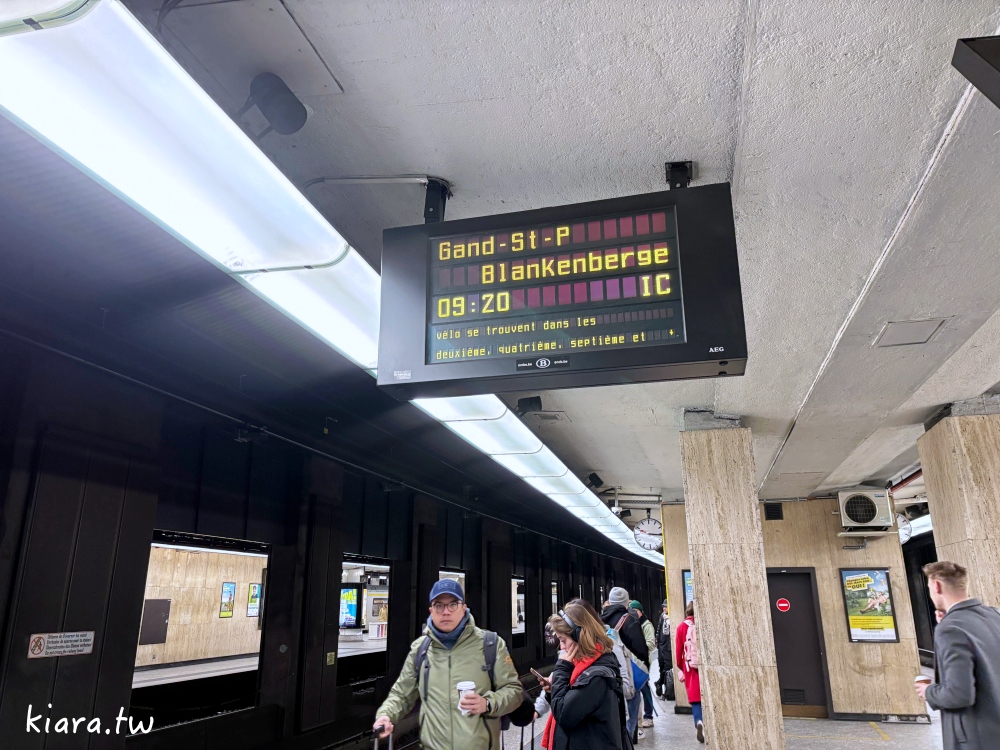 Gand-St-P
Blankenberge
09:20 IC
vélo se trouvent dans les
deuxième, quatrième, septième et
B
AEG
kiara.tw